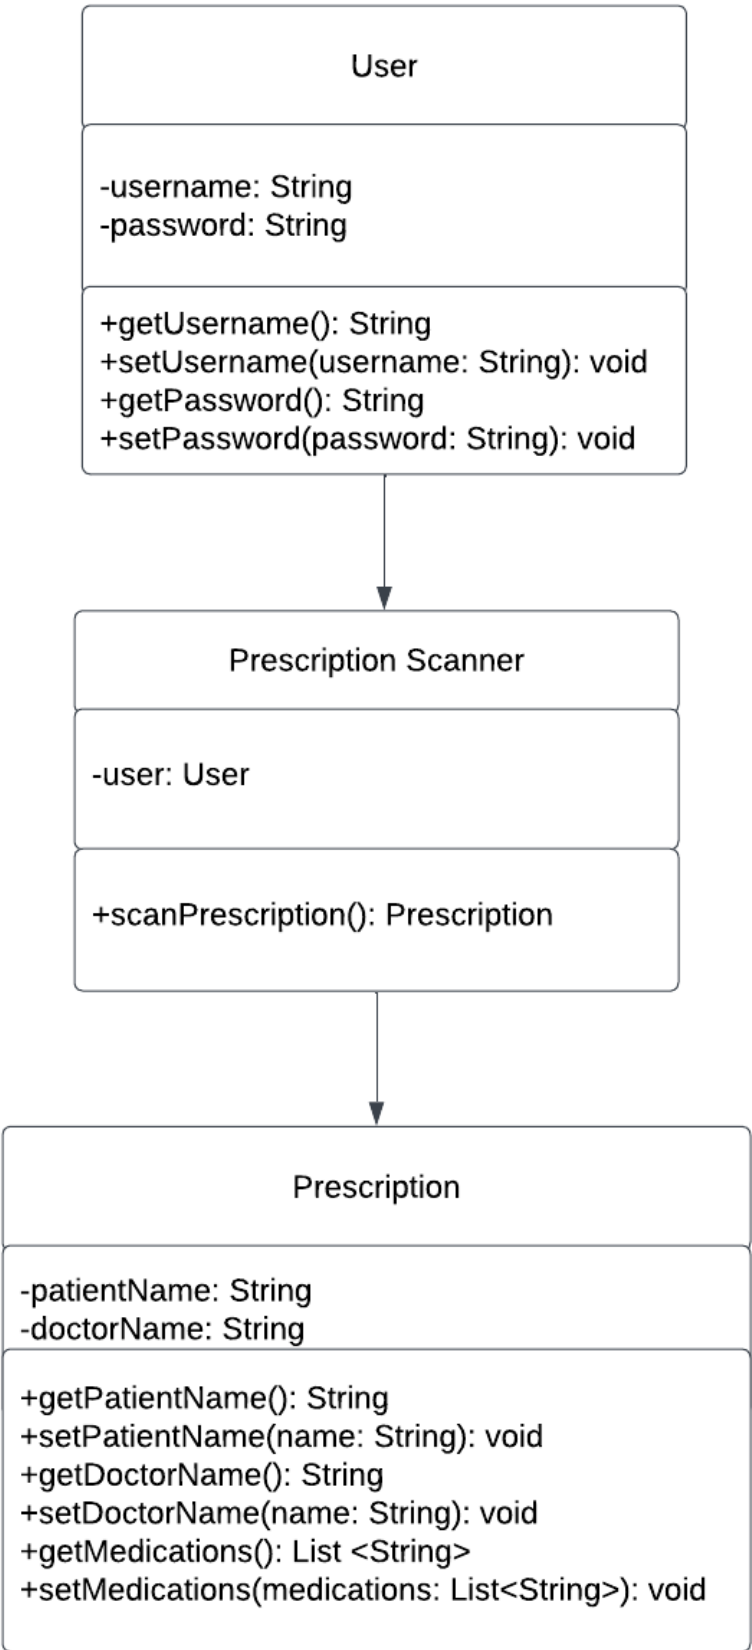 User
-username: String
-password: String
+getUsername(): String
+setUsername(username: String): void
+getPassword(): String
+setPassword(password: String): void
Prescription Scanner
-user: User
+scanPrescription(): Prescription
Prescription
-patientName: String
-doctorName: String
+getPatientName(): String
+setPatientName(name: String): void
+getDoctorName(): String
+setDoctorName(name: String): void
+getMedications(): List <String>
+setMedications(medications: List<String>): void